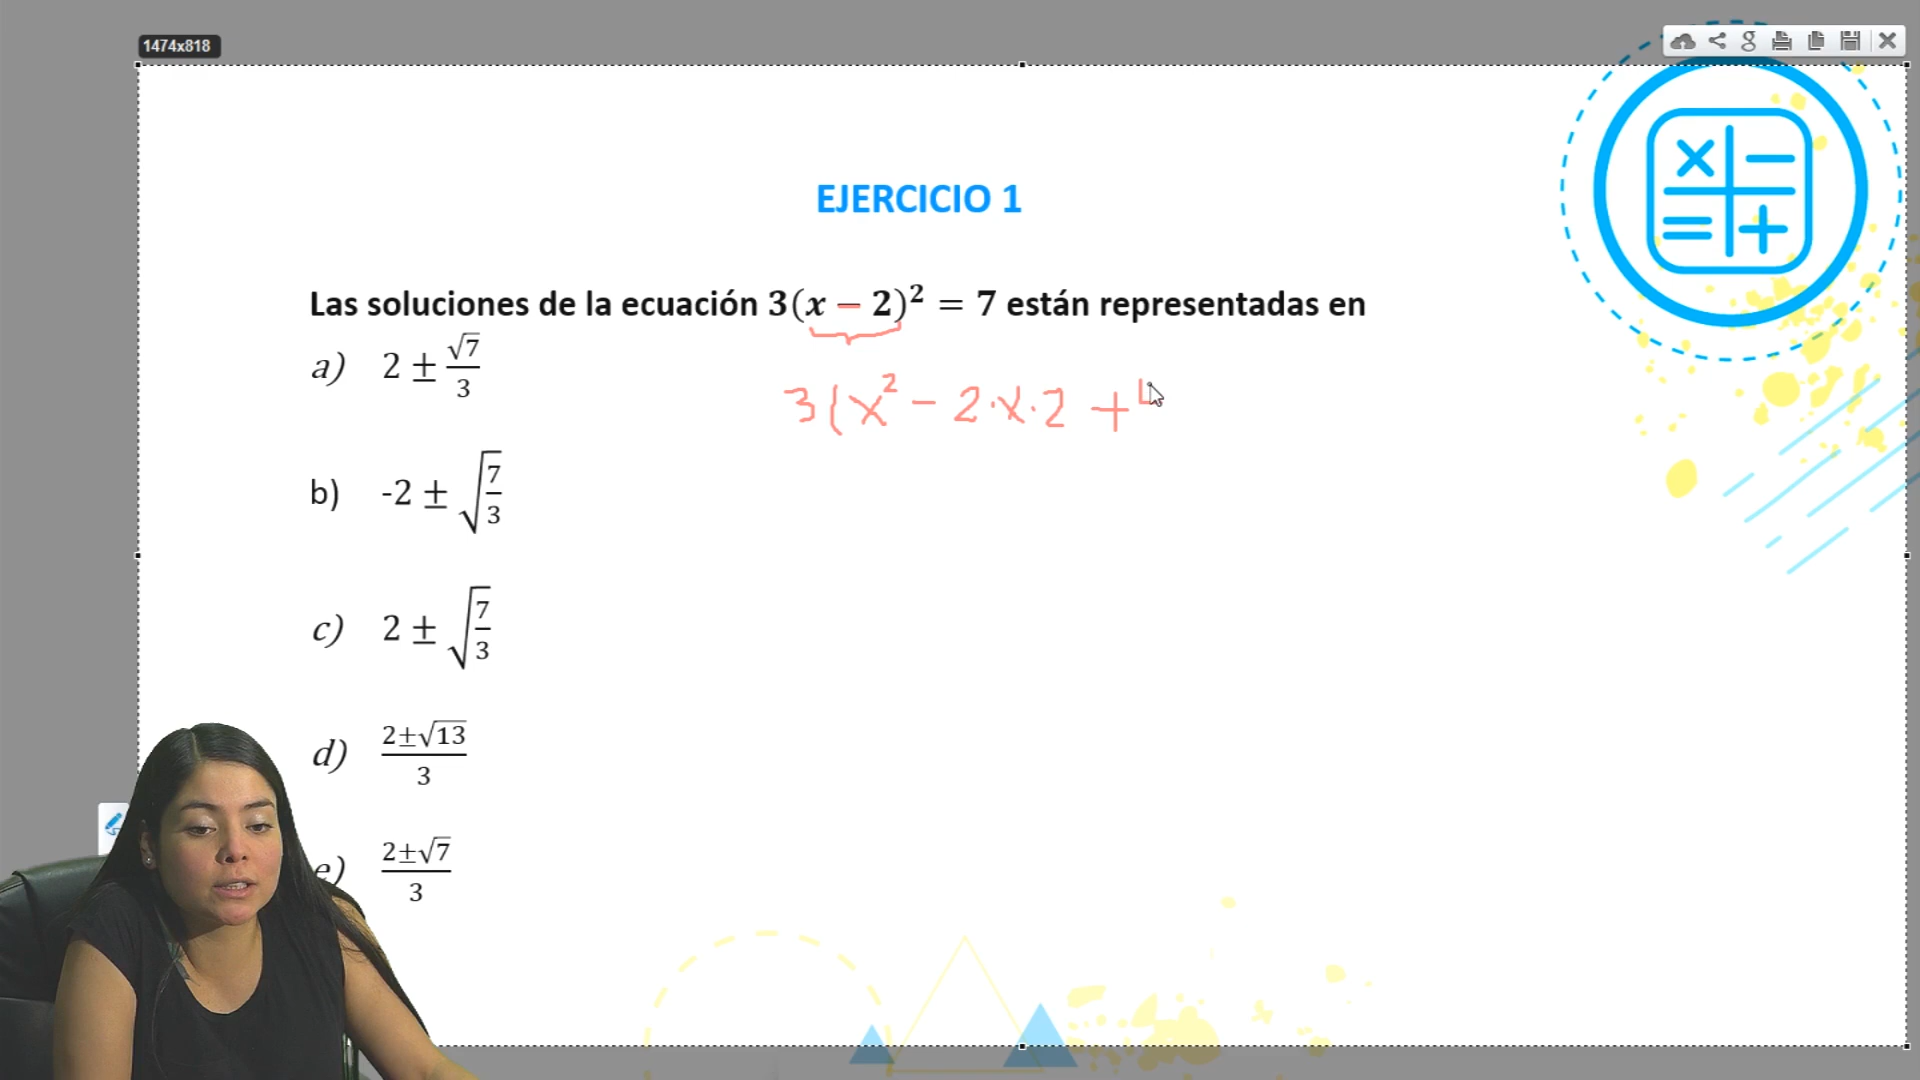 1474x818
EJERCICIO 1
Las soluciones de la ecuación 3(x − 2)² = 7 están representadas en
3(x² − 2·x·2 + 4
a) 2 ± √7/3
b) -2 ± √(7/3)
c) 2 ± √(7/3)
d) (2±√13)/3
e) (2±√7)/3